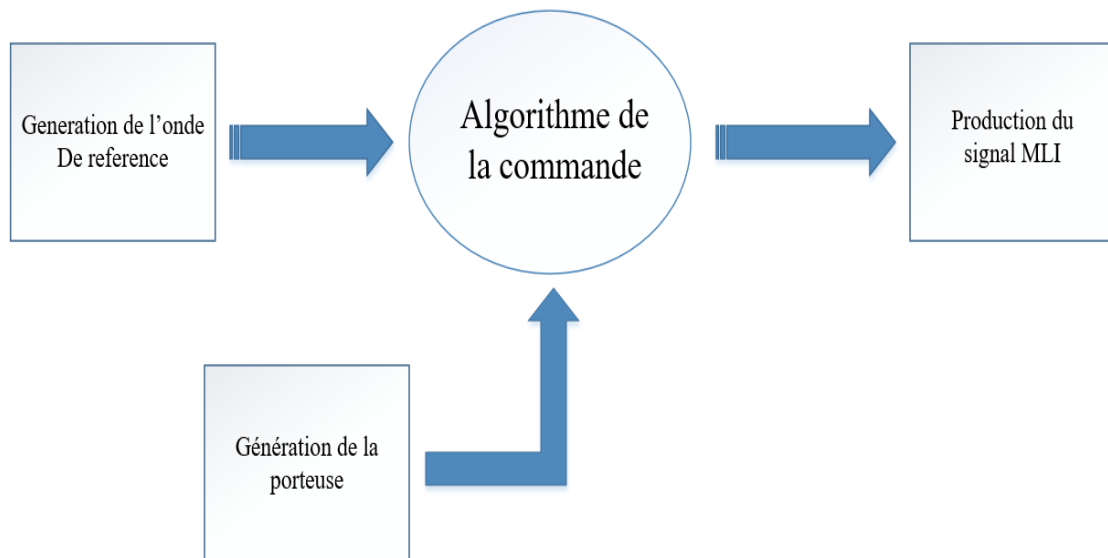 Generation de l’onde
De reference
Algorithme de
la commande
Production du
signal MLI
Génération de la
porteuse